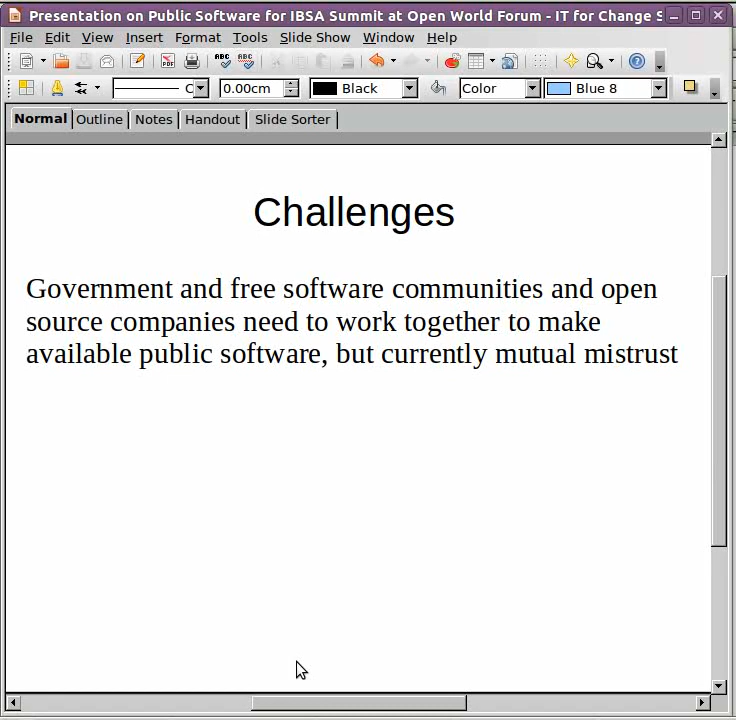 Presentation on Public Software for IBSA Summit at Open World Forum - IT for Change S
File Edit View Insert Format Tools Slide Show Window Help
C 0.00cm Black Color Blue 8
Normal Outline Notes Handout Slide Sorter
Challenges
Government and free software communities and open
source companies need to work together to make
available public software, but currently mutual mistrust